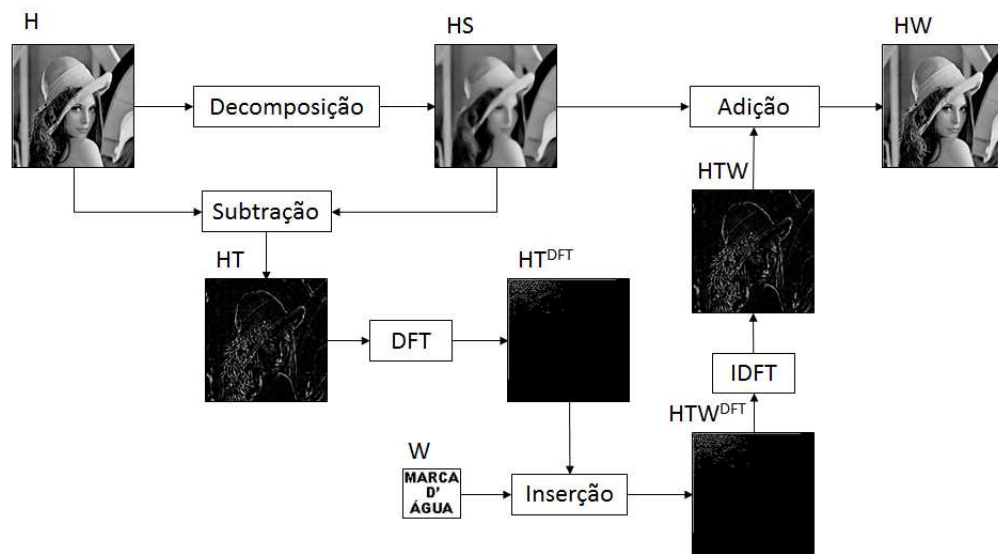 H
HS
HW
Decomposição
Adição
HTW
Subtração
HT
HT^DFT
DFT
IDFT
HTW^DFT
W
MARCA
D'
ÁGUA
Inserção